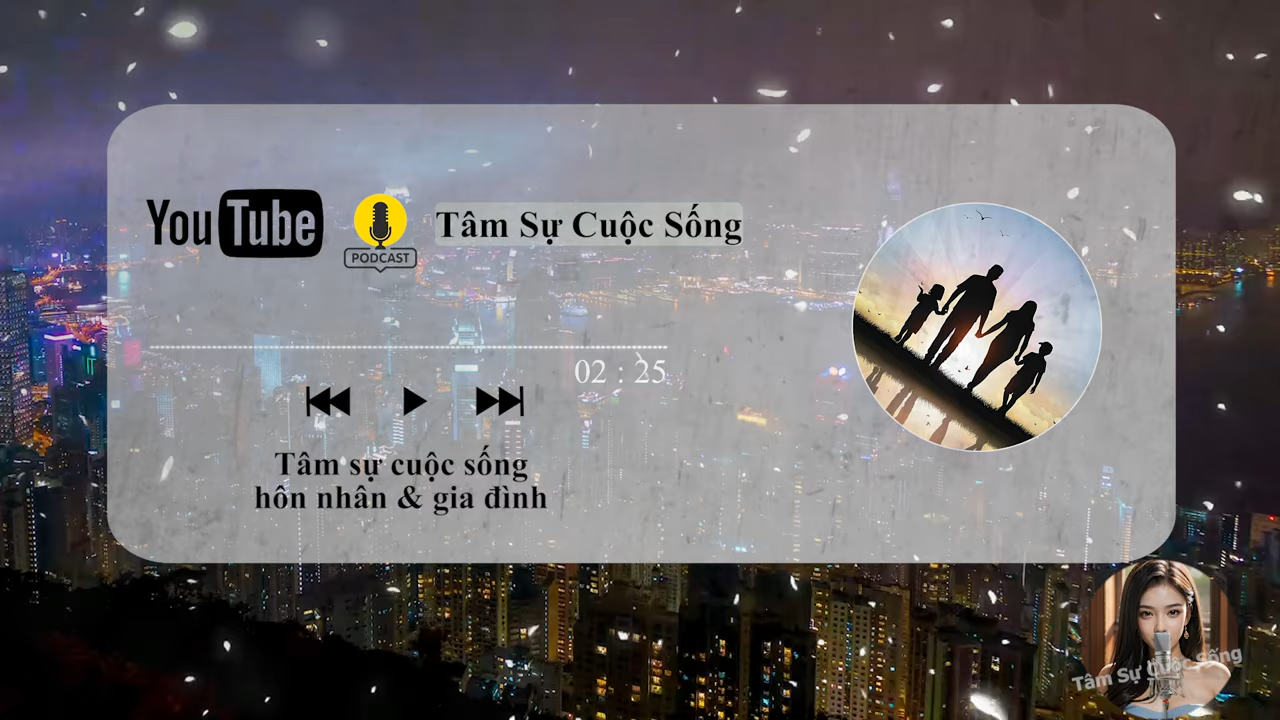 YouTube
PODCAST
Tâm Sự Cuộc Sống
02 : 25
Tâm sự cuộc sống
hôn nhân & gia đình
Tâm Sự Cuộc Sống